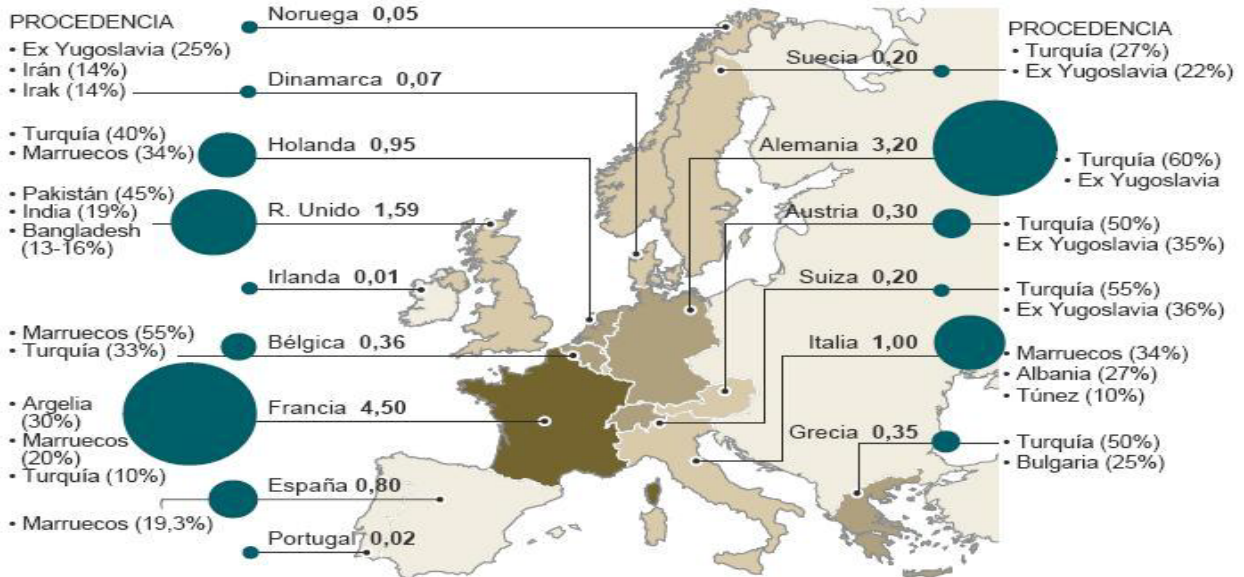 PROCEDENCIA
• Ex Yugoslavia (25%)
• Irán (14%)
• Irak (14%)
• Turquía (40%)
• Marruecos (34%)
• Pakistán (45%)
• India (19%)
• Bangladesh
(13-16%)
• Marruecos (55%)
• Turquía (33%)
• Argelia
(30%)
• Marruecos
(20%)
• Turquía (10%)
• Marruecos (19,3%)
Noruega 0,05
Dinamarca 0,07
Holanda 0,95
R. Unido 1,59
Irlanda 0,01
Bélgica 0,36
Francia 4,50
España 0,80
Portugal 0,02
Suecia 0,20
Alemania 3,20
Austria 0,30
Suiza 0,20
Italia 1,00
Grecia 0,35
PROCEDENCIA
• Turquía (27%)
• Ex Yugoslavia (22%)
• Turquía (60%)
• Ex Yugoslavia
• Turquía (50%)
• Ex Yugoslavia (35%)
• Turquía (55%)
• Ex Yugoslavia (36%)
• Marruecos (34%)
• Albania (27%)
• Túnez (10%)
• Turquía (50%)
• Bulgaria (25%)